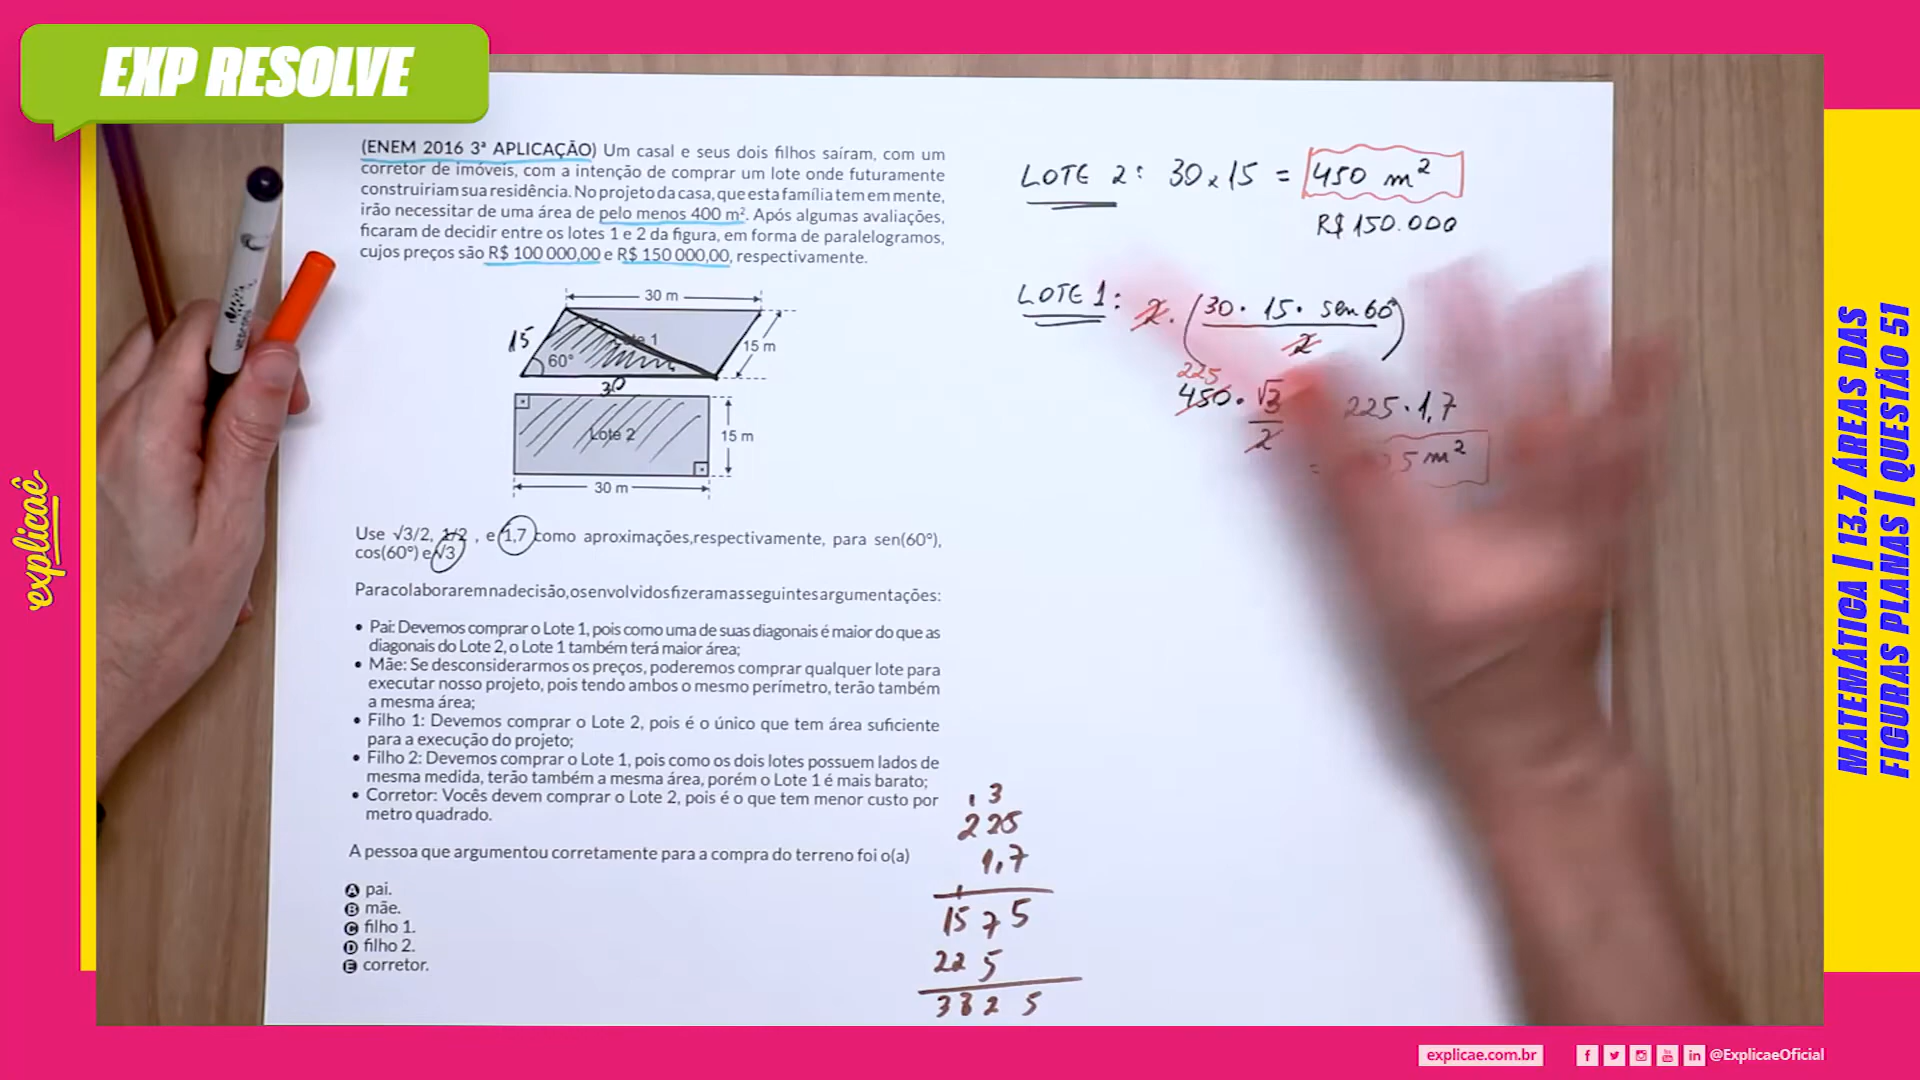 EXP RESOLVE
(ENEM 2016 3ª APLICAÇÃO) Um casal e seus dois filhos saíram, com um
corretor de imóveis, com a intenção de comprar um lote onde futuramente
construiriam sua residência. No projeto da casa, que esta família tem em mente,
irão necessitar de uma área de pelo menos 400 m². Após algumas avaliações,
ficaram de decidir entre os lotes 1 e 2 da figura, em forma de paralelogramos,
cujos preços são R$ 100 000,00 e R$ 150 000,00, respectivamente.
30 m
15
1
15 m
60°
30
Lote 2
15 m
30 m
Use √3/2, 1/2 , e 1,7 como aproximações,respectivamente, para sen(60°),
cos(60°) e √3
Para colaborarem na decisão, os envolvidos fizeram as seguintes argumentações:
• Pai: Devemos comprar o Lote 1, pois como uma de suas diagonais é maior do que as
diagonais do Lote 2, o Lote 1 também terá maior área;
• Mãe: Se desconsiderarmos os preços, poderemos comprar qualquer lote para
executar nosso projeto, pois tendo ambos o mesmo perímetro, terão também
a mesma área;
• Filho 1: Devemos comprar o Lote 2, pois é o único que tem área suficiente
para a execução do projeto;
• Filho 2: Devemos comprar o Lote 1, pois como os dois lotes possuem lados de
mesma medida, terão também a mesma área, porém o Lote 1 é mais barato;
• Corretor: Vocês devem comprar o Lote 2, pois é o que tem menor custo por
metro quadrado.
A pessoa que argumentou corretamente para a compra do terreno foi o(a)
A pai.
B mãe.
C filho 1.
D filho 2.
E corretor.
LOTE 2: 30 x 15 = 450 m²
R$ 150.000
LOTE 1: 2 · (30 · 15 · sen 60°)
2
225
450 · √3
2
225 · 1,7
= 5 m²
1 3
225
1,7
1
1575
225
3825
explicaê
MATEMÁTICA | 13.7 ÁREAS DAS
FIGURAS PLANAS | QUESTÃO 51
explicae.com.br
@ExplicaeOficial